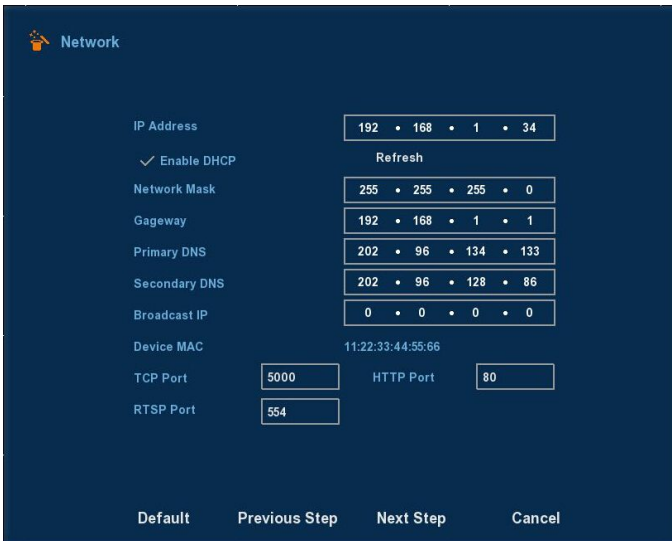 Network
IP Address 192 • 168 • 1 • 34
Enable DHCP Refresh
Network Mask 255 • 255 • 255 • 0
Gageway 192 • 168 • 1 • 1
Primary DNS 202 • 96 • 134 • 133
Secondary DNS 202 • 96 • 128 • 86
Broadcast IP 0 • 0 • 0 • 0
Device MAC 11:22:33:44:55:66
TCP Port 5000 HTTP Port 80
RTSP Port 554
Default Previous Step Next Step Cancel